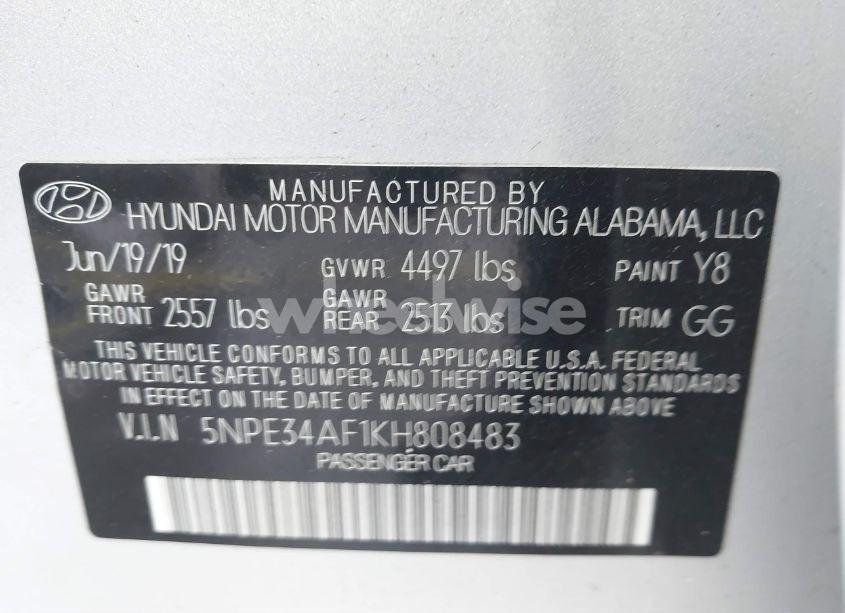 MANUFACTURED BY
HYUNDAI MOTOR MANUFACTURING ALABAMA, LLC
Jun/19/19 GVWR 4497 lbs PAINT Y8
GAWR FRONT 2557 lbs GAWR REAR 2513 lbs TRIM GG
THIS VEHICLE CONFORMS TO ALL APPLICABLE U.S.A. FEDERAL
MOTOR VEHICLE SAFETY, BUMPER, AND THEFT PREVENTION STANDARDS
IN EFFECT ON THE DATE OF MANUFACTURE SHOWN ABOVE
V.I.N 5NPE34AF1KH808483
PASSENGER CAR
wheelwise